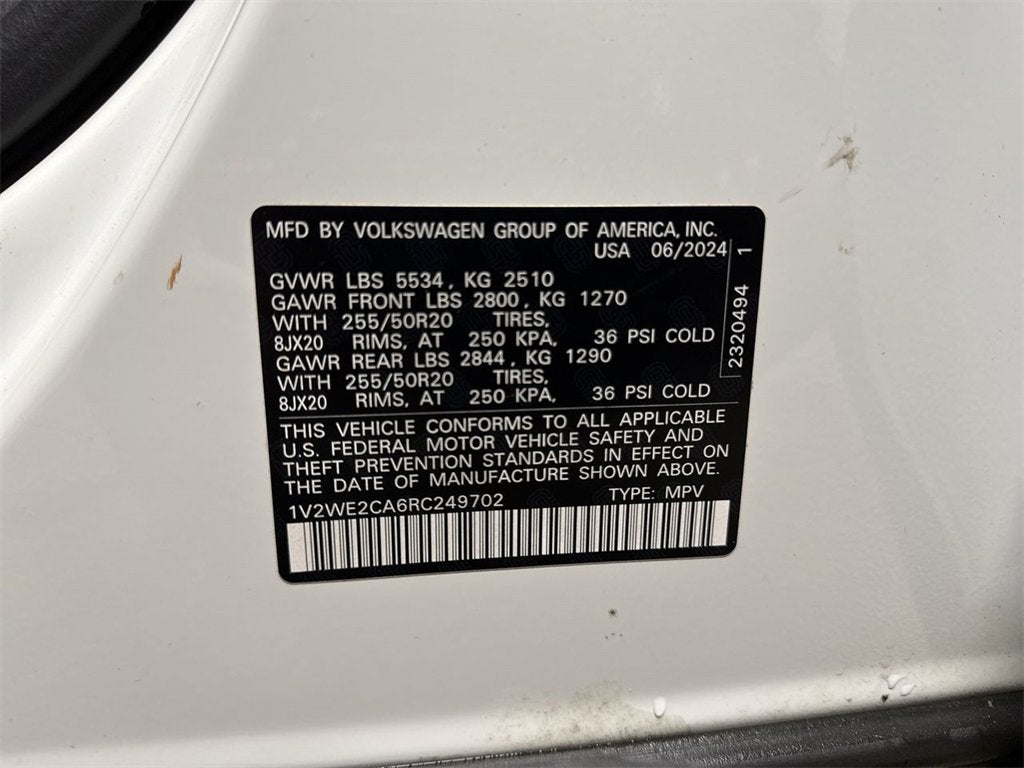 MFD BY VOLKSWAGEN GROUP OF AMERICA, INC.
USA 06/2024
GVWR LBS 5534, KG 2510
GAWR FRONT LBS 2800, KG 1270
WITH 255/50R20 TIRES,
8JX20 RIMS, AT 250 KPA, 36 PSI COLD
GAWR REAR LBS 2844, KG 1290
WITH 255/50R20 TIRES,
8JX20 RIMS, AT 250 KPA, 36 PSI COLD
2320494 1
THIS VEHICLE CONFORMS TO ALL APPLICABLE
U.S. FEDERAL MOTOR VEHICLE SAFETY AND
THEFT PREVENTION STANDARDS IN EFFECT ON
THE DATE OF MANUFACTURE SHOWN ABOVE.
1V2WE2CA6RC249702 TYPE: MPV